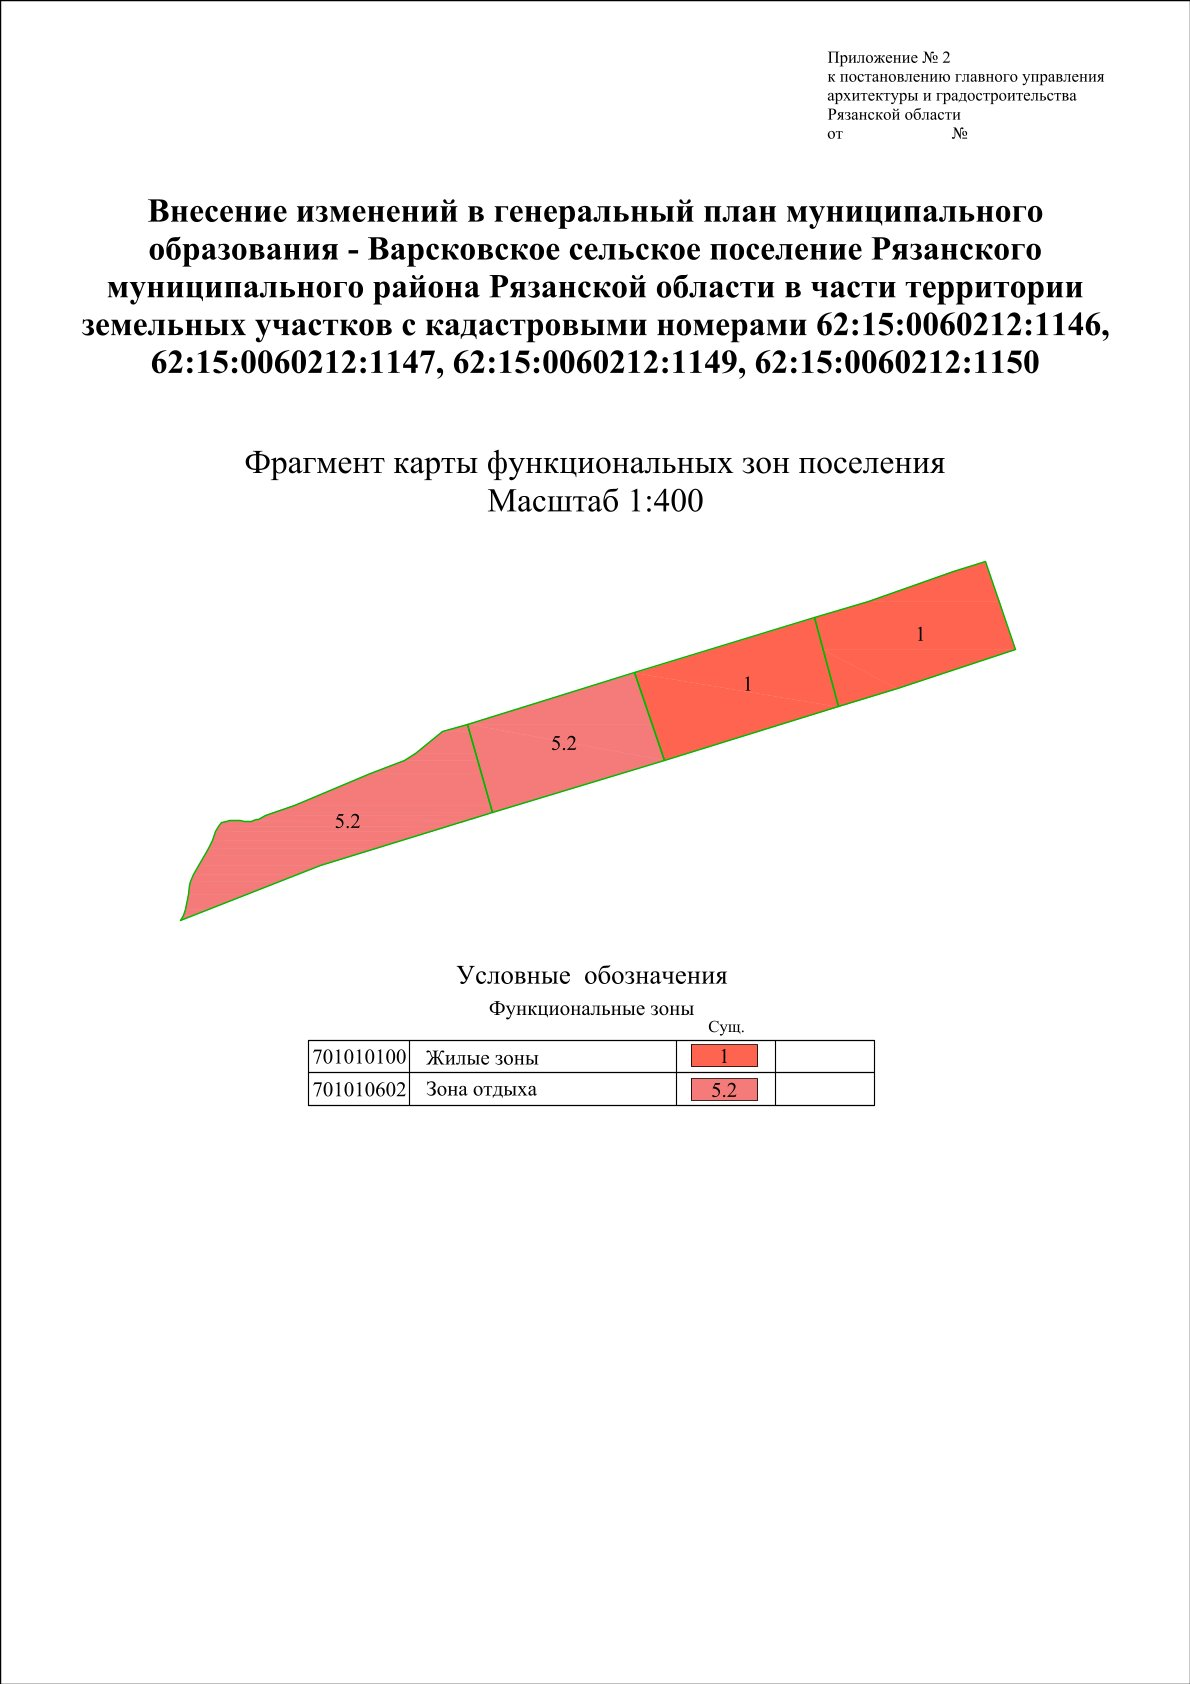 Приложение № 2
к постановлению главного управления
архитектуры и градостроительства
Рязанской области
от №
Внесение изменений в генеральный план муниципального
образования - Варсковское сельское поселение Рязанского
муниципального района Рязанской области в части территории
земельных участков с кадастровыми номерами 62:15:0060212:1146,
62:15:0060212:1147, 62:15:0060212:1149, 62:15:0060212:1150
Фрагмент карты функциональных зон поселения
Масштаб 1:400
1
1
5.2
5.2
Условные обозначения
Функциональные зоны
Сущ.
701010100 Жилые зоны 1
701010602 Зона отдыха 5.2